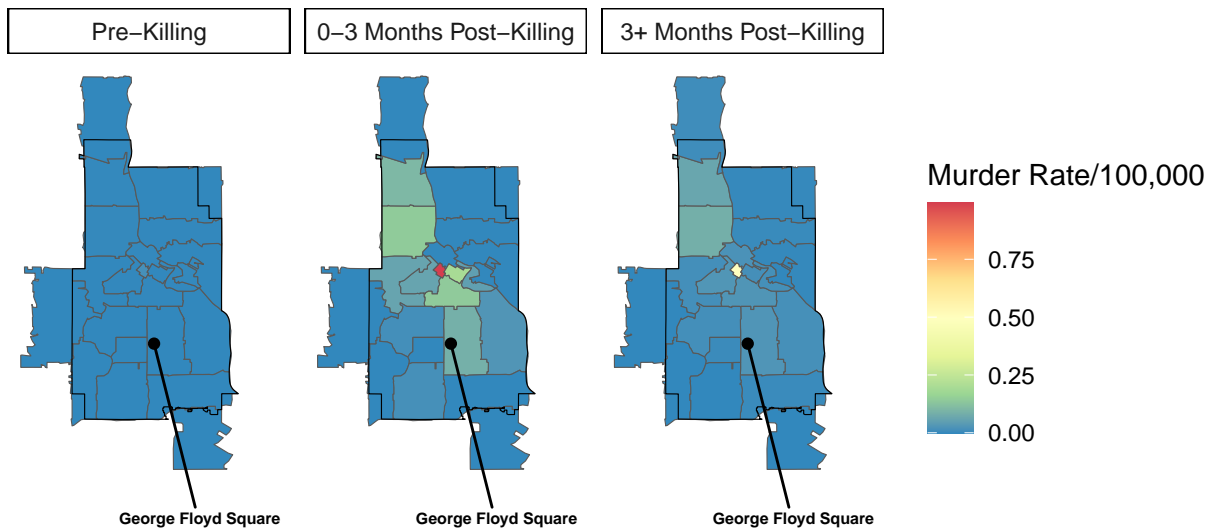 Pre−Killing
0−3 Months Post−Killing
3+ Months Post−Killing
Murder Rate/100,000
0.75
0.50
0.25
0.00
George Floyd Square
George Floyd Square
George Floyd Square